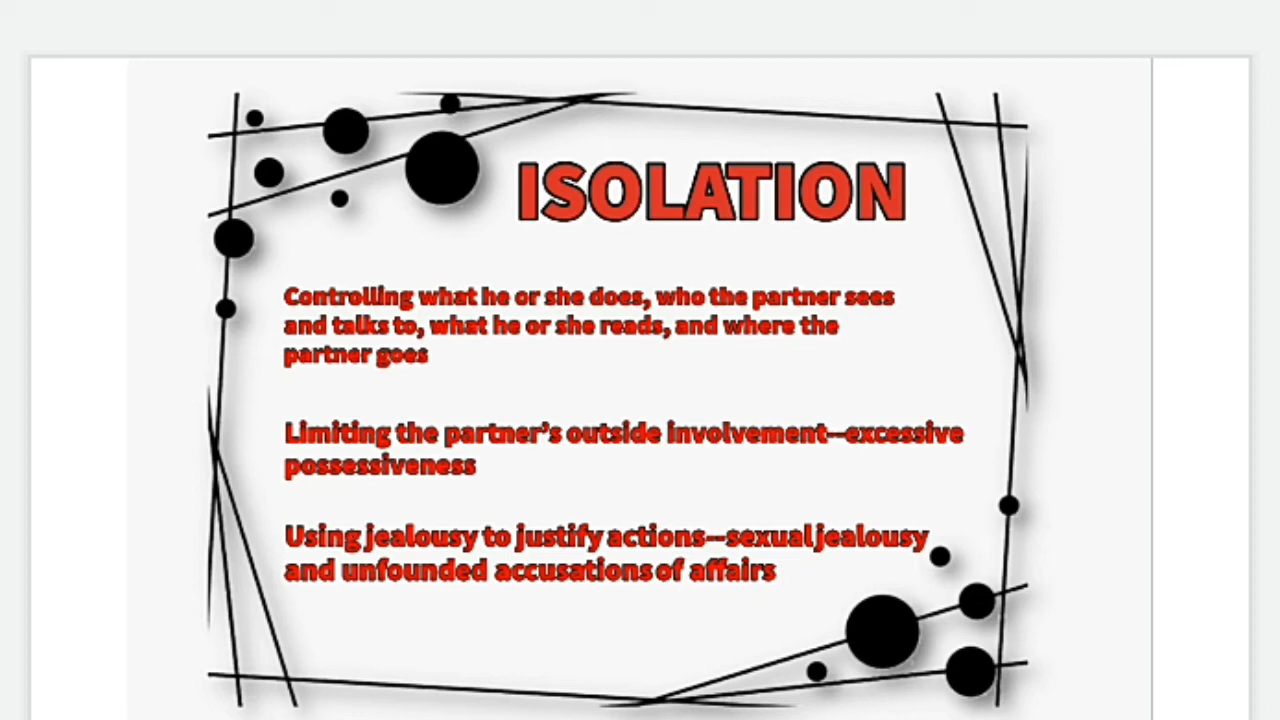 ISOLATION
Controlling what he or she does, who the partner sees
and talks to, what he or she reads, and where the
partner goes
Limiting the partner's outside involvement--excessive
possessiveness
Using jealousy to justify actions--sexual jealousy
and unfounded accusations of affairs